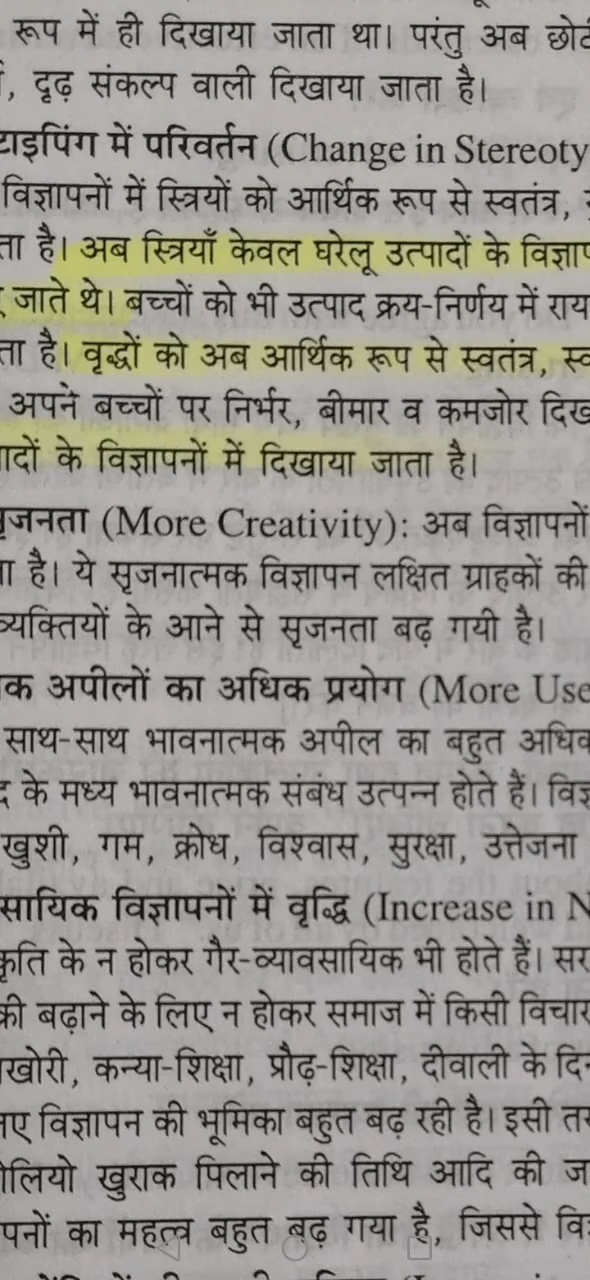 रूप में ही दिखाया जाता था। परंतु अब
, दृढ़ संकल्प वाली दिखाया जाता है।
टाइपिंग में परिवर्तन (Change in Stereoty
विज्ञापनों में स्त्रियों को आर्थिक रूप से स्वतंत्र,
ता है। अब स्त्रियाँ केवल घरेलू उत्पादों के विज्ञाप
जाते थे। बच्चों को भी उत्पाद क्रय-निर्णय में राय
ता है। वृद्धों को अब आर्थिक रूप से स्वतंत्र,
अपने बच्चों पर निर्भर, बीमार व कमजोर दिख
ादों के विज्ञापनों में दिखाया जाता है।
सृजनता (More Creativity): अब विज्ञापनों
ा है। ये सृजनात्मक विज्ञापन लक्षित ग्राहकों की
व्यक्तियों के आने से सृजनता बढ़ गयी है।
क अपीलों का अधिक प्रयोग (More Use
साथ-साथ भावनात्मक अपील का बहुत अधिक
के मध्य भावनात्मक संबंध उत्पन्न होते हैं। विज्ञ
खुशी, गम, क्रोध, विश्वास, सुरक्षा, उत्तेजना
सायिक विज्ञापनों में वृद्धि (Increase in N
कृति के न होकर गैर-व्यावसायिक भी होते हैं। सर
क्री बढ़ाने के लिए न होकर समाज में किसी विचार
खोरी, कन्या-शिक्षा, प्रौढ़-शिक्षा, दीवाली के दिन
लिए विज्ञापन की भूमिका बहुत बढ़ रही है। इसी
ोलियो खुराक पिलाने की तिथि आदि की ज
पनों का महत्व बहुत बढ़ गया है, जिससे वि